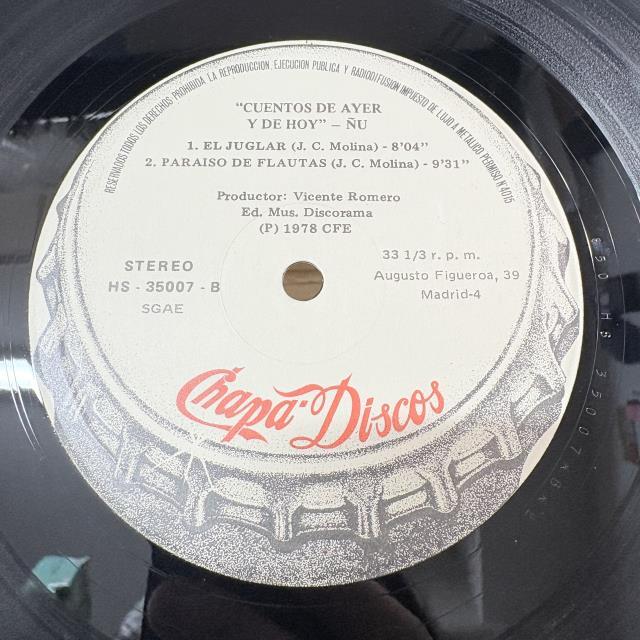 RESERVADOS TODOS LOS DERECHOS. PROHIBIDA, LA REPRODUCCION, EJECUCION PUBLICA Y RADIODIFUSION IMPUESTO DE LUJO A METALICO PERMISO N 4015
"CUENTOS DE AYER
Y DE HOY" – ÑU
1. EL JUGLAR (J. C. Molina) - 8'04"
2. PARAISO DE FLAUTAS (J. C. Molina) - 9'31"
Productor: Vicente Romero
Ed. Mus. Discorama
(P) 1978 CFE
STEREO
HS - 35007 - B
SGAE
33 1/3 r. p. m.
Augusto Figueroa, 39
Madrid-4
Chapa-Discos
HS 35007